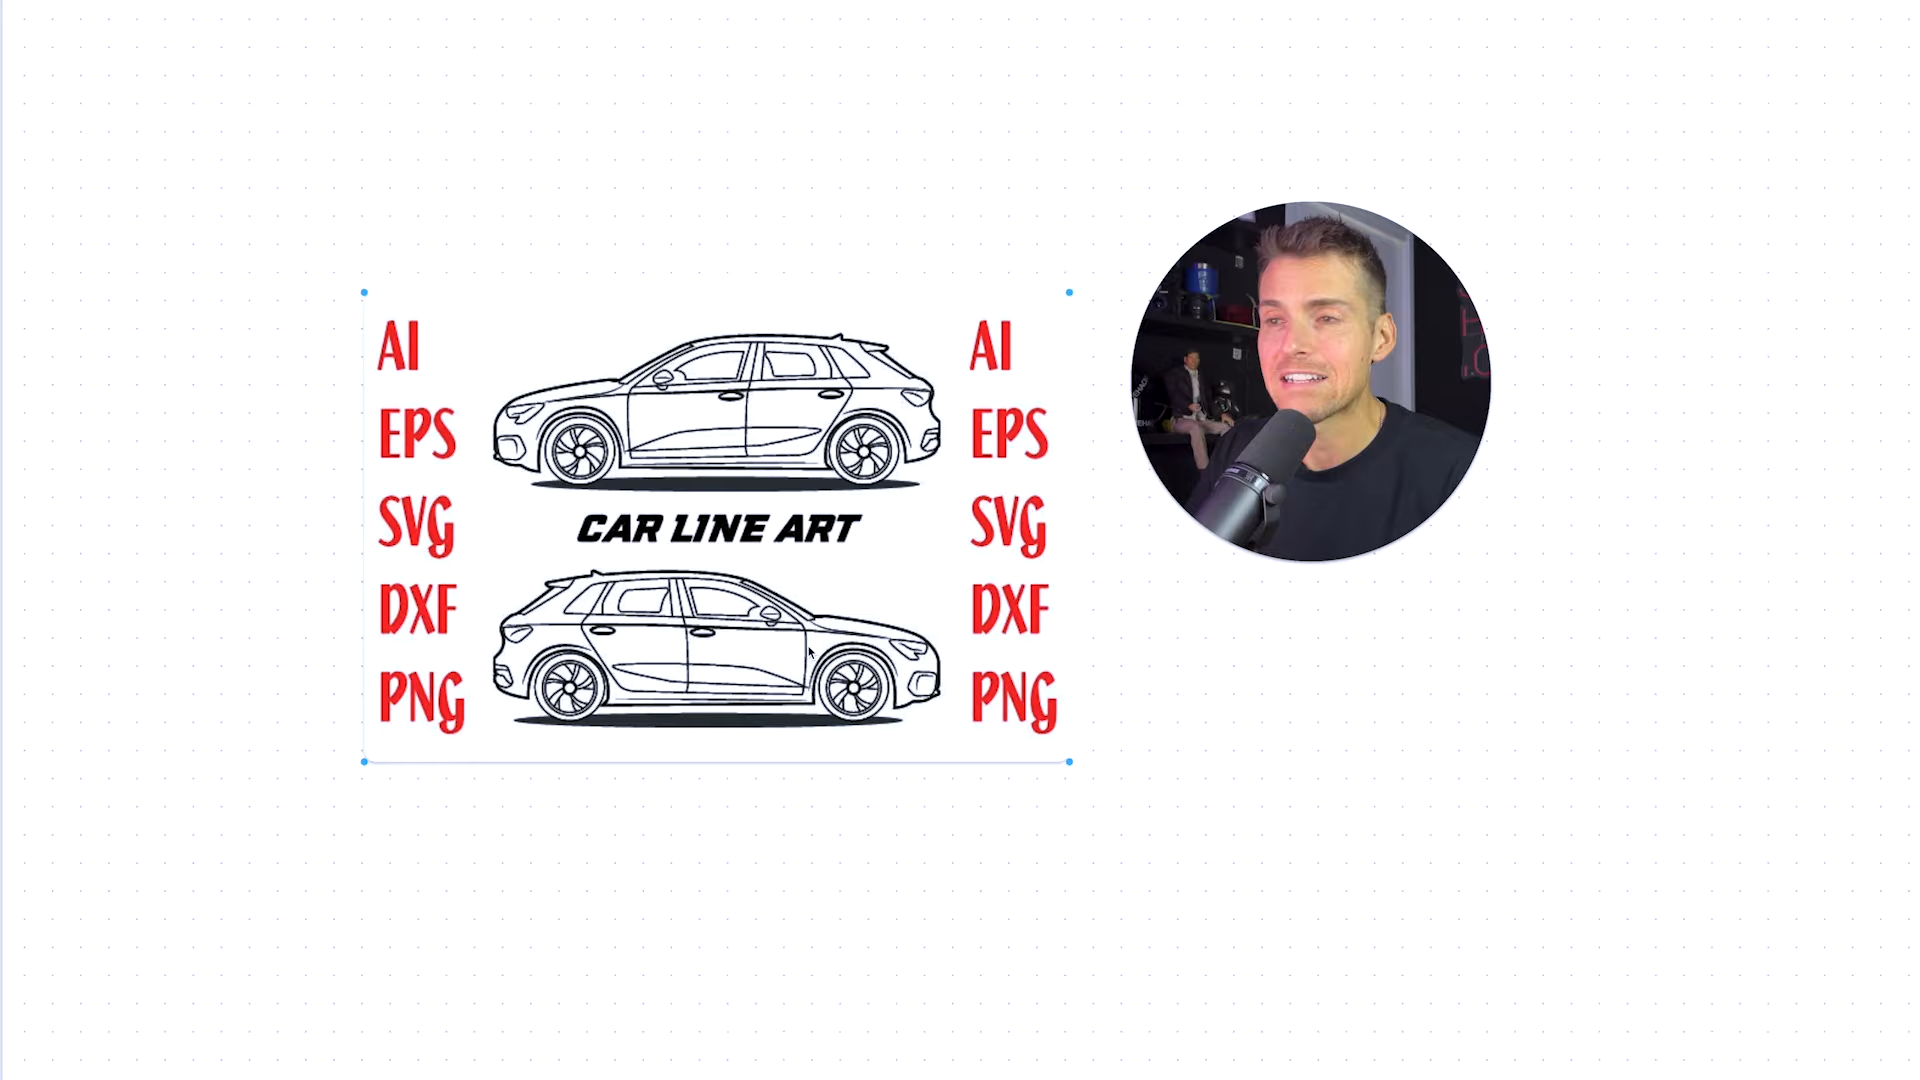 AI
EPS
SVG
DXF
PNG
CAR LINE ART
AI
EPS
SVG
DXF
PNG